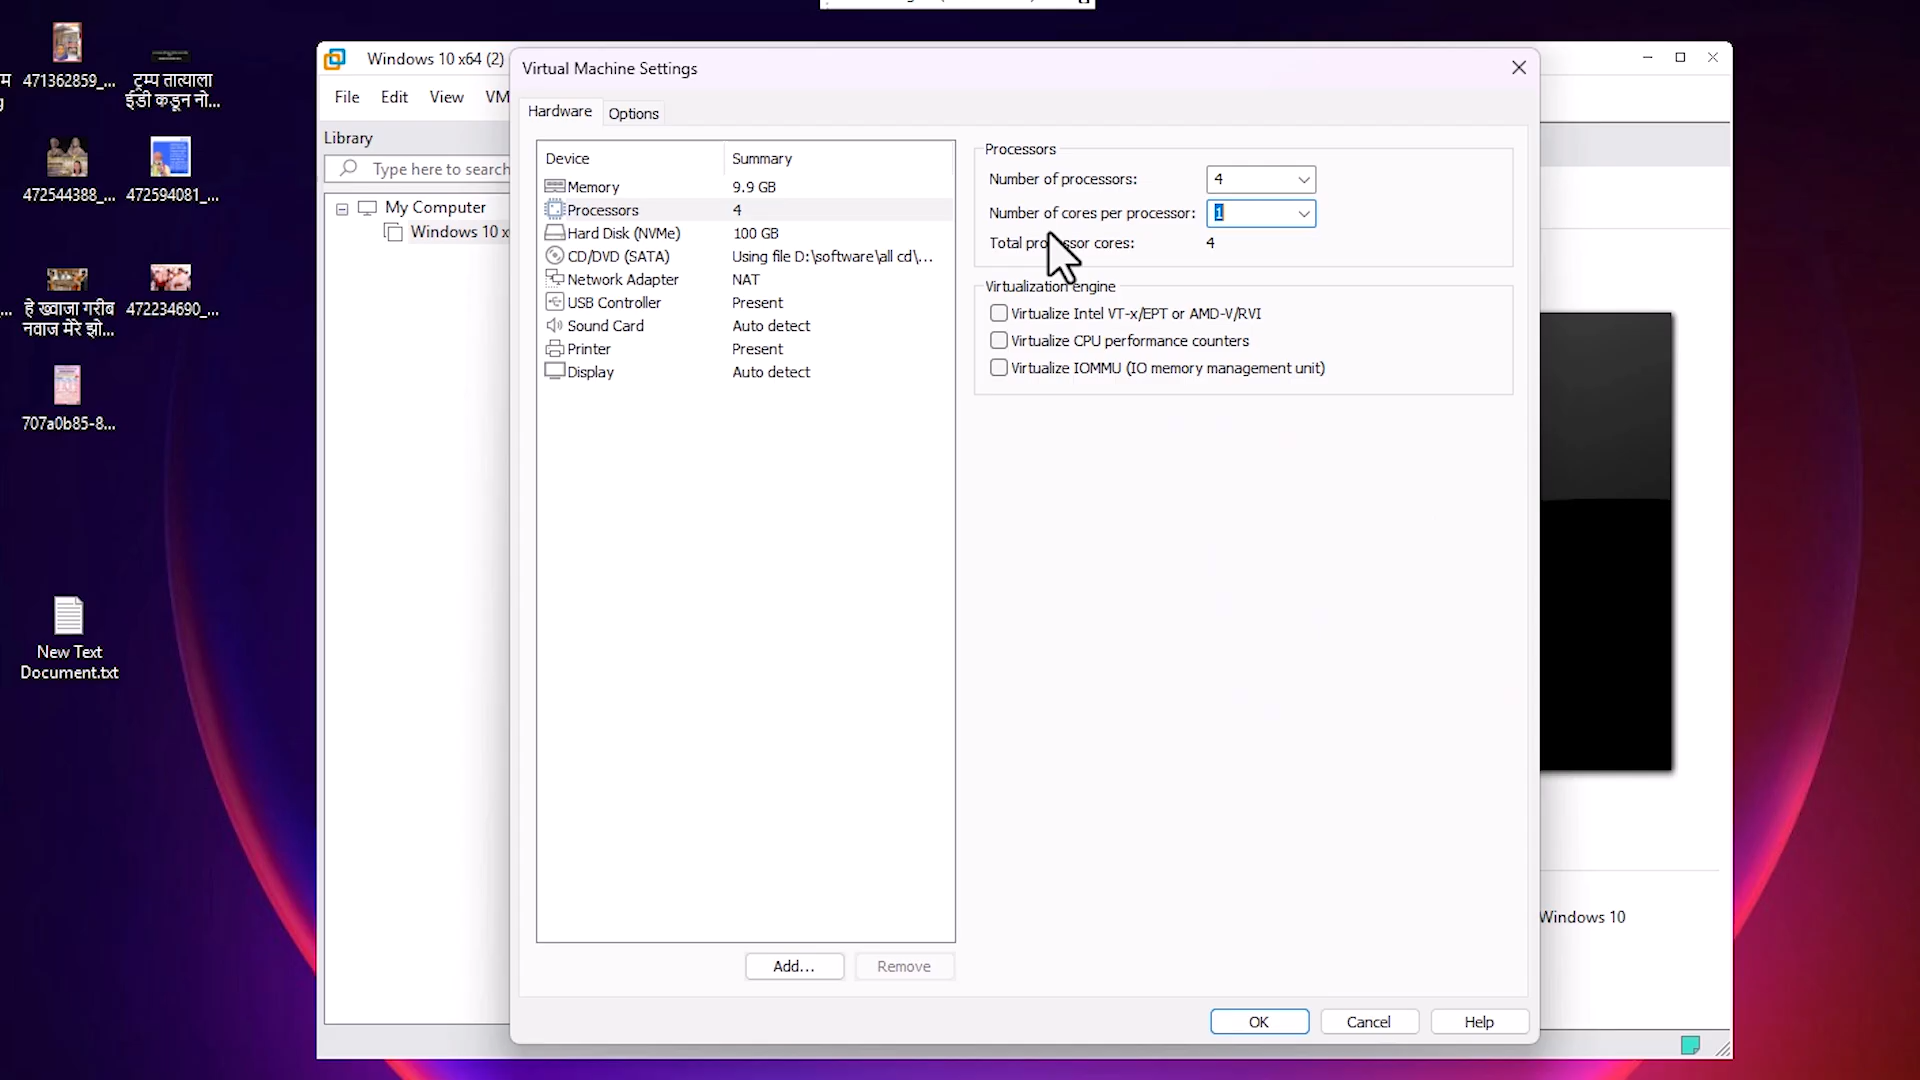 471362859_...
ट्रम्प तात्याला
ईडी कडून नो...
472544388_...
472594081_...
हे ख्वाजा गरीब
नवाज मेरे झो...
472234690_...
707a0b85-8...
New Text
Document.txt
Windows 10 x64 (2)
File Edit View VM
Library
Type here to search
My Computer
Windows 10 x
Virtual Machine Settings
Hardware Options
Device Summary
Memory 9.9 GB
Processors 4
Hard Disk (NVMe) 100 GB
CD/DVD (SATA) Using file D:\software\all cd\...
Network Adapter NAT
USB Controller Present
Sound Card Auto detect
Printer Present
Display Auto detect
Add... Remove
Processors
Number of processors: 4
Number of cores per processor: 1
Total processor cores: 4
Virtualization engine
Virtualize Intel VT-x/EPT or AMD-V/RVI
Virtualize CPU performance counters
Virtualize IOMMU (IO memory management unit)
OK Cancel Help
Windows 10